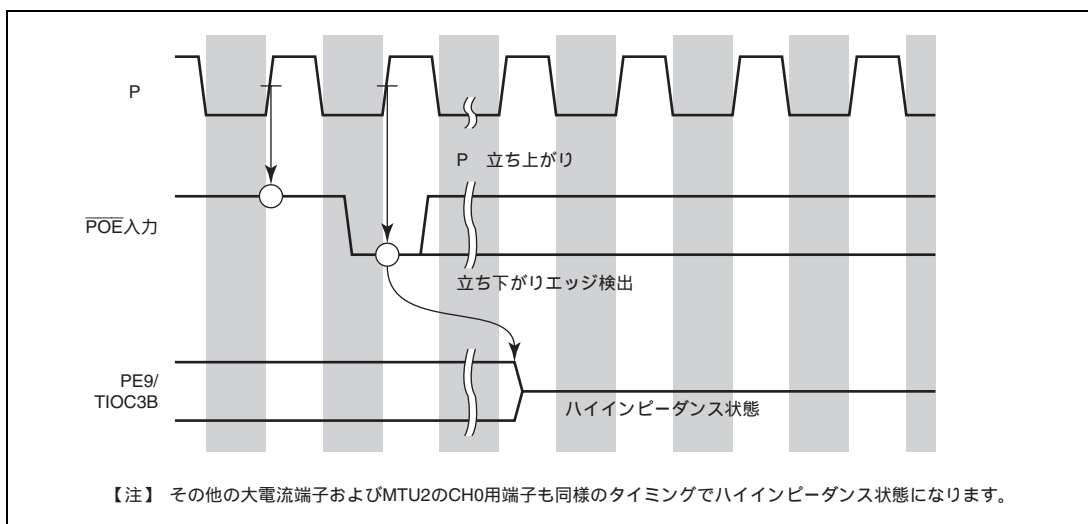 P
P 立ち上がり
POE入力
立ち下がりエッジ検出
PE9/
TIOC3B
ハイインピーダンス状態
【注】 その他の大電流端子およびMTU2のCH0用端子も同様のタイミングでハイインピーダンス状態になります。